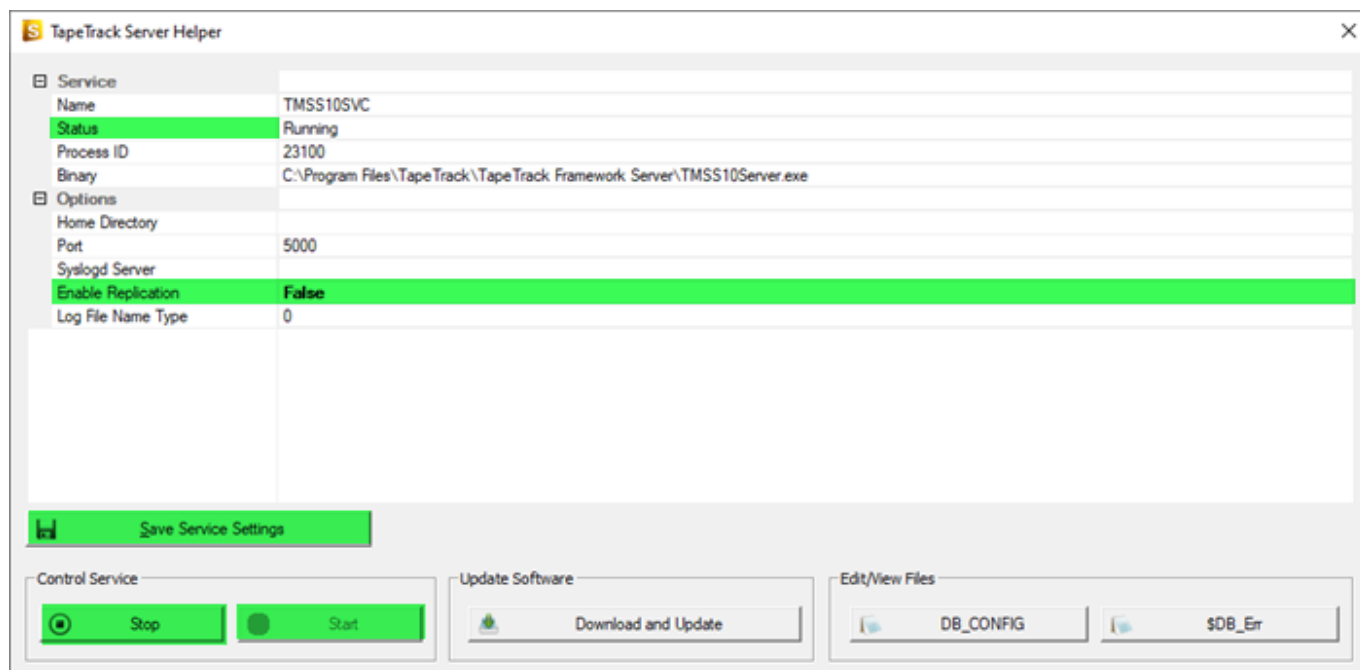 TapeTrack Server Helper
Service
Name TMSS10SVC
Status Running
Process ID 23100
Binary C:\Program Files\TapeTrack\TapeTrack Framework Server\TMSS10Server.exe
Options
Home Directory
Port 5000
Syslogd Server
Enable Replication False
Log File Name Type 0
Save Service Settings
Control Service Update Software Edit/View Files
Stop Start Download and Update DB_CONFIG $DB_Err